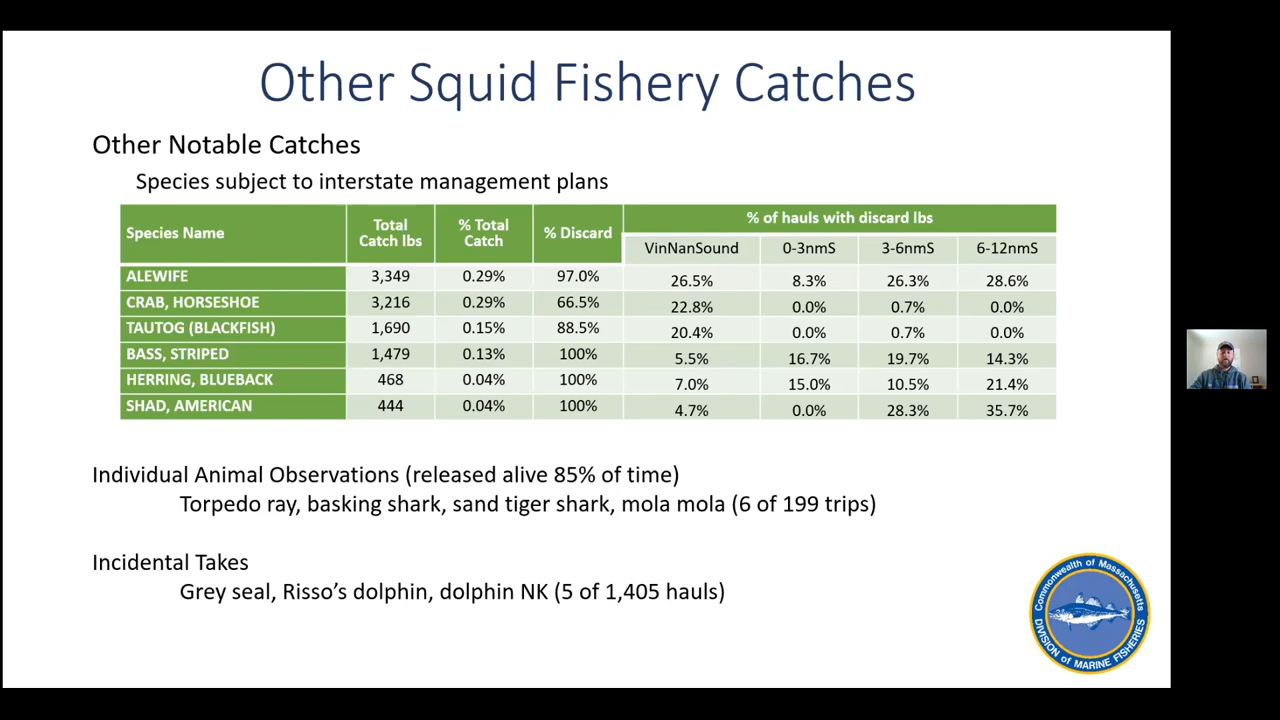 Other Squid Fishery Catches
Other Notable Catches
Species subject to interstate management plans
Species Name Total Catch lbs % Total Catch % Discard % of hauls with discard lbs
VinNanSound 0-3nmS 3-6nmS 6-12nmS
ALEWIFE 3,349 0.29% 97.0% 26.5% 8.3% 26.3% 28.6%
CRAB, HORSESHOE 3,216 0.29% 66.5% 22.8% 0.0% 0.7% 0.0%
TAUTOG (BLACKFISH) 1,690 0.15% 88.5% 20.4% 0.0% 0.7% 0.0%
BASS, STRIPED 1,479 0.13% 100% 5.5% 16.7% 19.7% 14.3%
HERRING, BLUEBACK 468 0.04% 100% 7.0% 15.0% 10.5% 21.4%
SHAD, AMERICAN 444 0.04% 100% 4.7% 0.0% 28.3% 35.7%
Individual Animal Observations (released alive 85% of time)
Torpedo ray, basking shark, sand tiger shark, mola mola (6 of 199 trips)
Incidental Takes
Grey seal, Risso's dolphin, dolphin NK (5 of 1,405 hauls)
Commonwealth of Massachusetts
DIVISION of MARINE FISHERIES